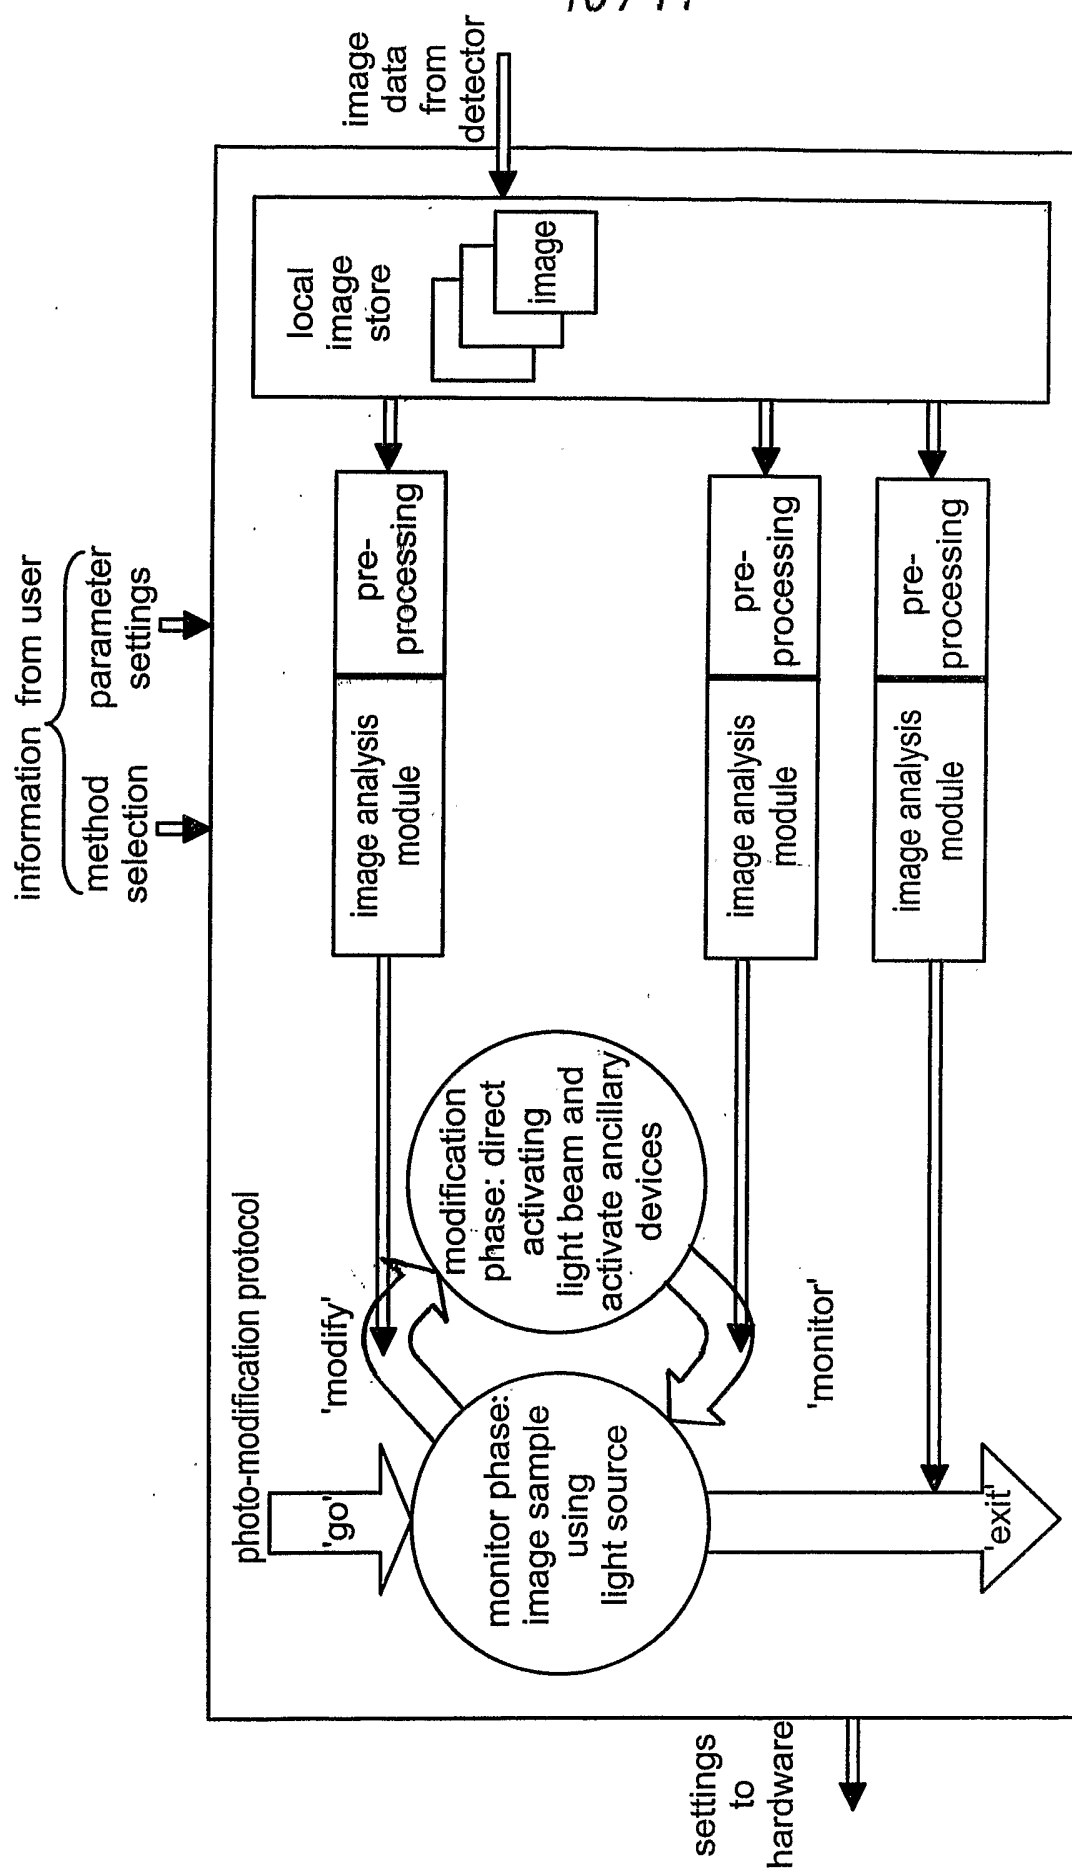 information from user
method
selection
parameter
settings
photo-modification protocol
'go'
'modify'
monitor phase:
image sample
using
light source
modification
phase: direct
activating
light beam and
activate ancillary
devices
'monitor'
'exit'
image analysis
module
pre-
processing
image analysis
module
pre-
processing
image analysis
module
pre-
processing
local
image
store
image
image
data
from
detector
settings
to
hardware